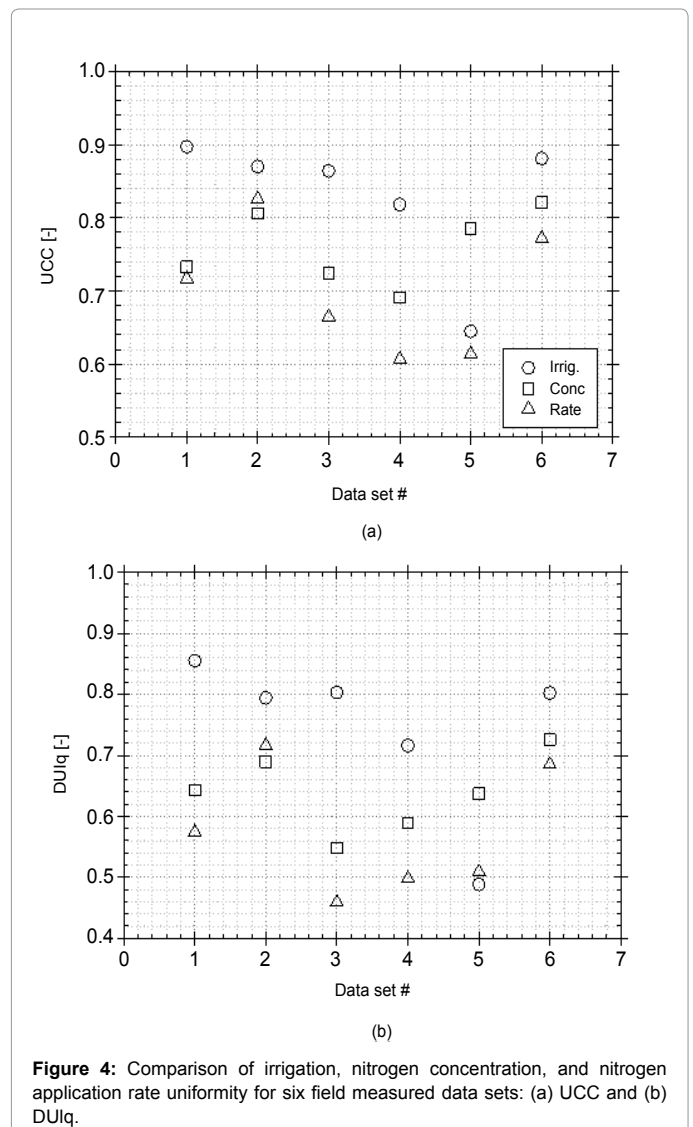 1.0
0.9
0.8
0.7
0.6
0.5
UCC [-]
Irrig.
Conc
Rate
0 1 2 3 4 5 6 7
Data set #
(a)
1.0
0.9
0.8
0.7
0.6
0.5
0.4
DUlq [-]
0 1 2 3 4 5 6 7
Data set #
(b)
Figure 4: Comparison of irrigation, nitrogen concentration, and nitrogen
application rate uniformity for six field measured data sets: (a) UCC and (b)
DUlq.